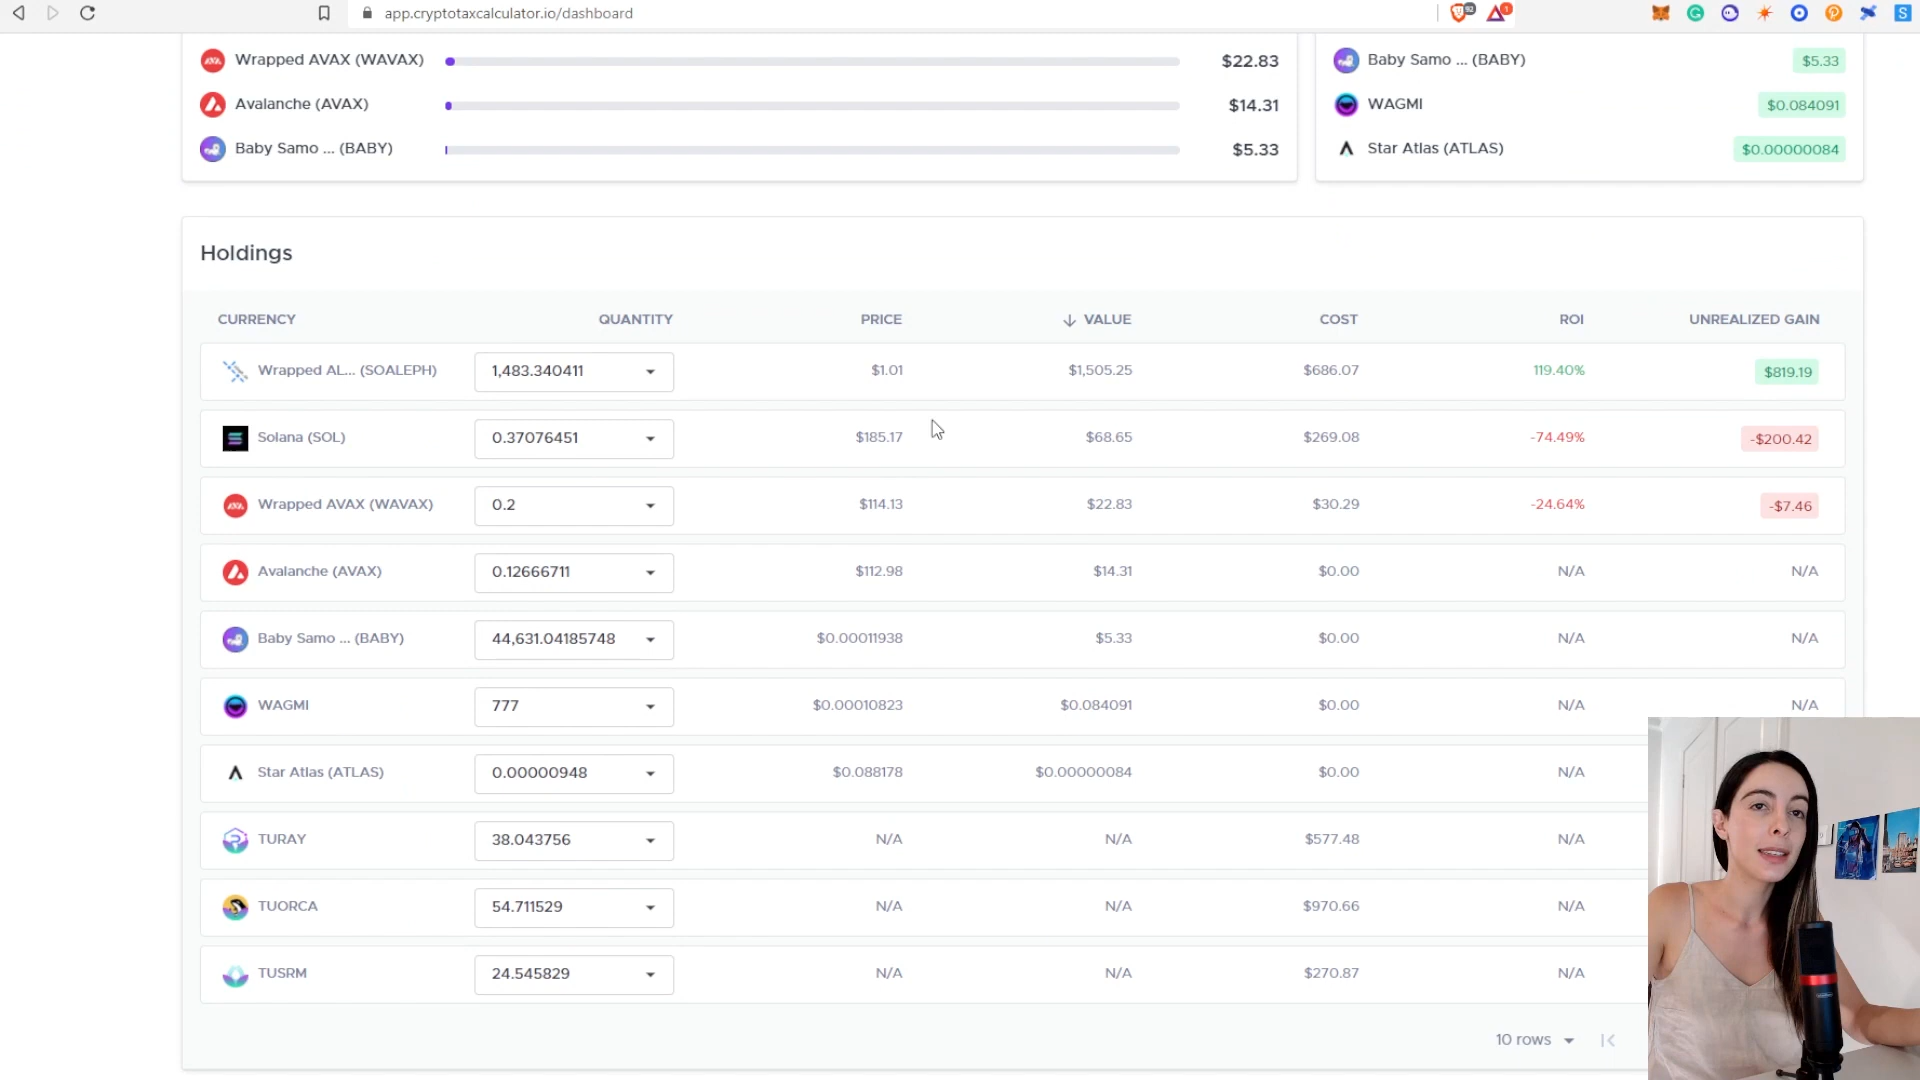 app.cryptotaxcalculator.io/dashboard
92
1
Wrapped AVAX (WAVAX) $22.83
Avalanche (AVAX) $14.31
Baby Samo ... (BABY) $5.33
Baby Samo ... (BABY) $5.33
WAGMI $0.084091
Star Atlas (ATLAS) $0.00000084
Holdings
CURRENCY QUANTITY PRICE VALUE COST ROI UNREALIZED GAIN
Wrapped AL... (SOALEPH) 1,483.340411 $1.01 $1,505.25 $686.07 119.40% $819.19
Solana (SOL) 0.37076451 $185.17 $68.65 $269.08 -74.49% -$200.42
Wrapped AVAX (WAVAX) 0.2 $114.13 $22.83 $30.29 -24.64% -$7.46
Avalanche (AVAX) 0.12666711 $112.98 $14.31 $0.00 N/A N/A
Baby Samo ... (BABY) 44,631.04185748 $0.00011938 $5.33 $0.00 N/A N/A
WAGMI 777 $0.00010823 $0.084091 $0.00 N/A N/A
Star Atlas (ATLAS) 0.00000948 $0.088178 $0.00000084 $0.00 N/A
TURAY 38.043756 N/A N/A $577.48 N/A
TUORCA 54.711529 N/A N/A $970.66 N/A
TUSRM 24.545829 N/A N/A $270.87 N/A
10 rows